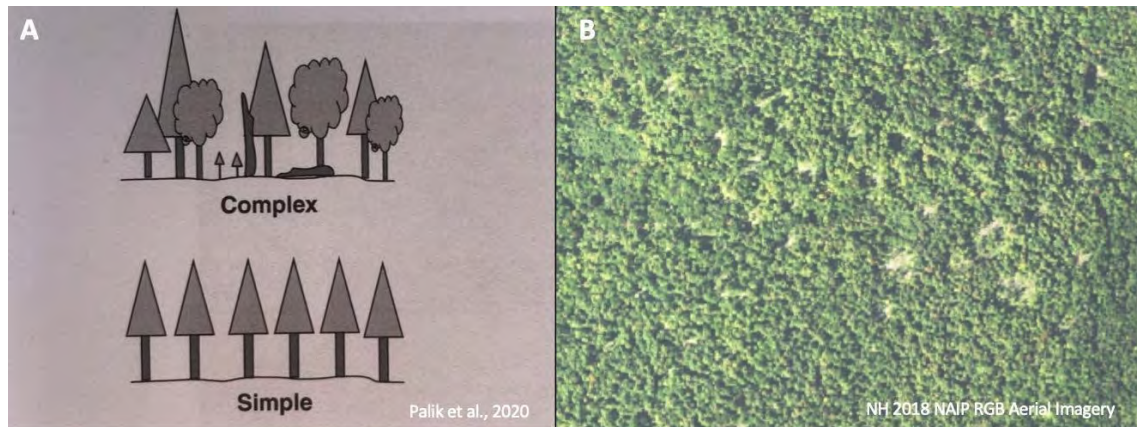 A
B
Complex
Simple
Palik et al., 2020
NH 2018 NAIP RGB Aerial Imagery